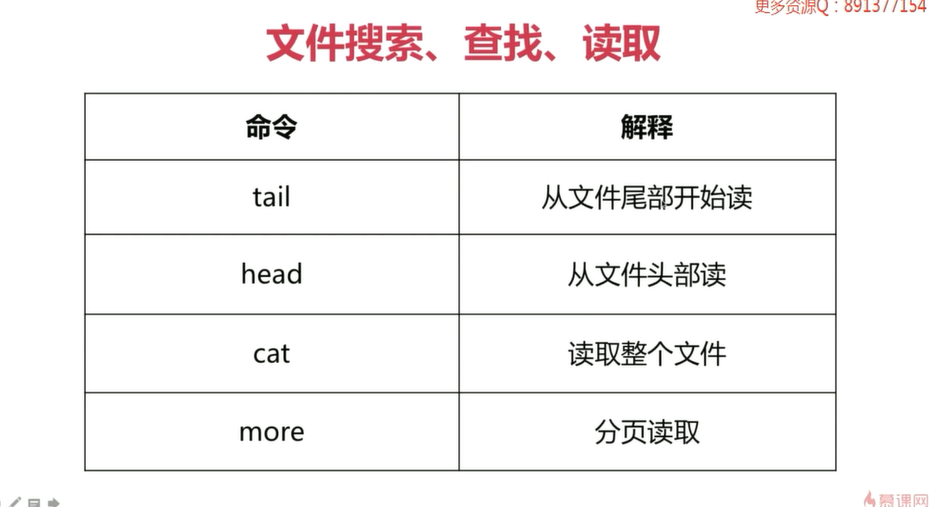 更多资源Q：891377154
文件搜索、查找、读取
命令 解释
tail 从文件尾部开始读
head 从文件头部读
cat 读取整个文件
more 分页读取
慕课网